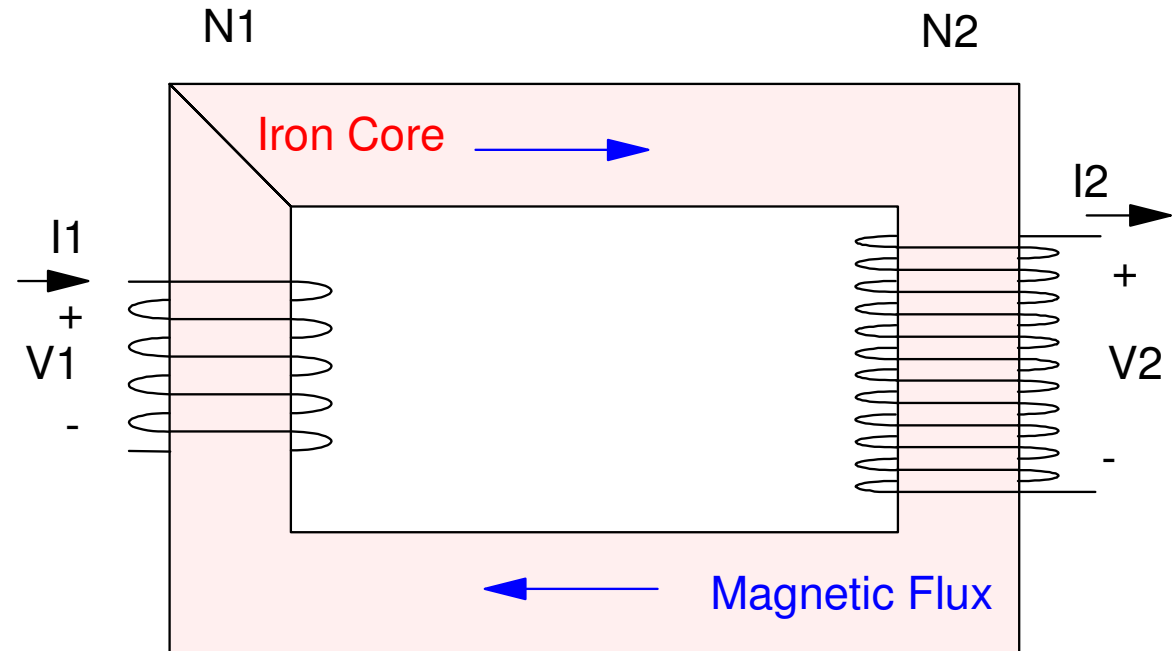 N1
N2
Iron Core
I1
I2
+
+
V1
V2
-
-
Magnetic Flux